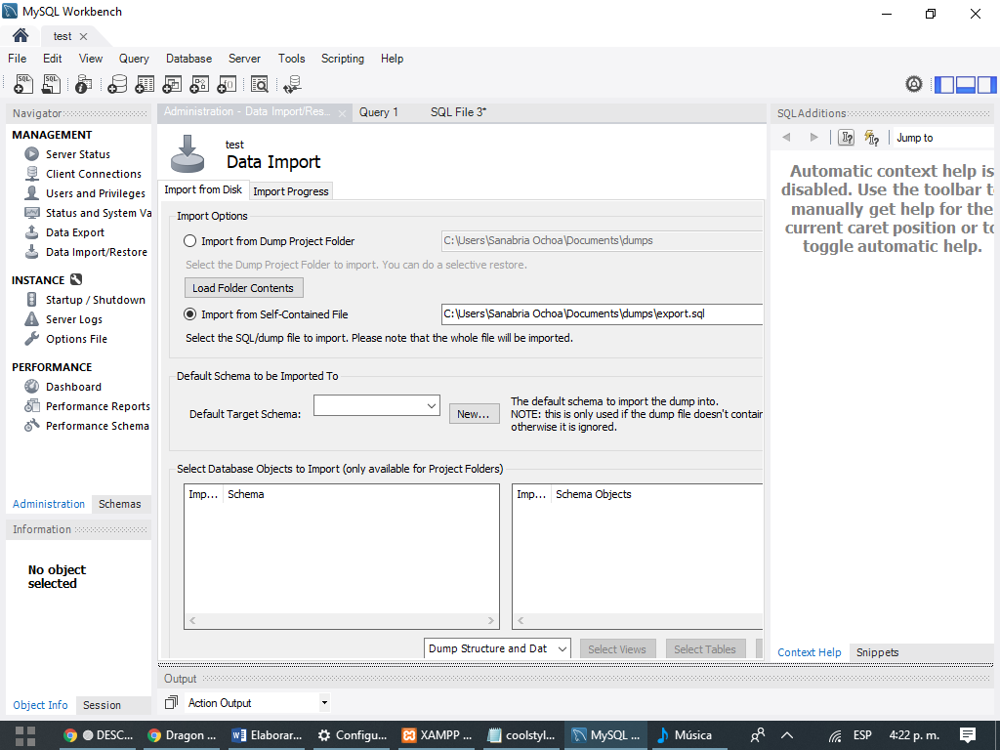 MySQL Workbench
test
File Edit View Query Database Server Tools Scripting Help
Navigator
MANAGEMENT
Server Status
Client Connections
Users and Privileges
Status and System Va
Data Export
Data Import/Restore
INSTANCE
Startup / Shutdown
Server Logs
Options File
PERFORMANCE
Dashboard
Performance Reports
Performance Schema
Administration Schemas
Information
No object
selected
Object Info Session
Administration - Data Import/Res... Query 1 SQL File 3*
test
Data Import
Import from Disk Import Progress
Import Options
Import from Dump Project Folder C:\Users\Sanabria Ochoa\Documents\dumps
Select the Dump Project Folder to import. You can do a selective restore.
Load Folder Contents
Import from Self-Contained File C:\Users\Sanabria Ochoa\Documents\dumps\export.sql
Select the SQL/dump file to import. Please note that the whole file will be imported.
Default Schema to be Imported To
Default Target Schema: New...
The default schema to import the dump into.
NOTE: this is only used if the dump file doesn't contain
otherwise it is ignored.
Select Database Objects to Import (only available for Project Folders)
Imp... Schema Imp... Schema Objects
Dump Structure and Dat Select Views Select Tables
Output
Action Output
SQLAdditions
Jump to
Automatic context help is
disabled. Use the toolbar t
manually get help for the
current caret position or to
toggle automatic help.
Context Help Snippets
DESC... Dragon ... Elaborar... Configu... XAMPP ... coolstyl... MySQL ... Música ESP 4:22 p. m.